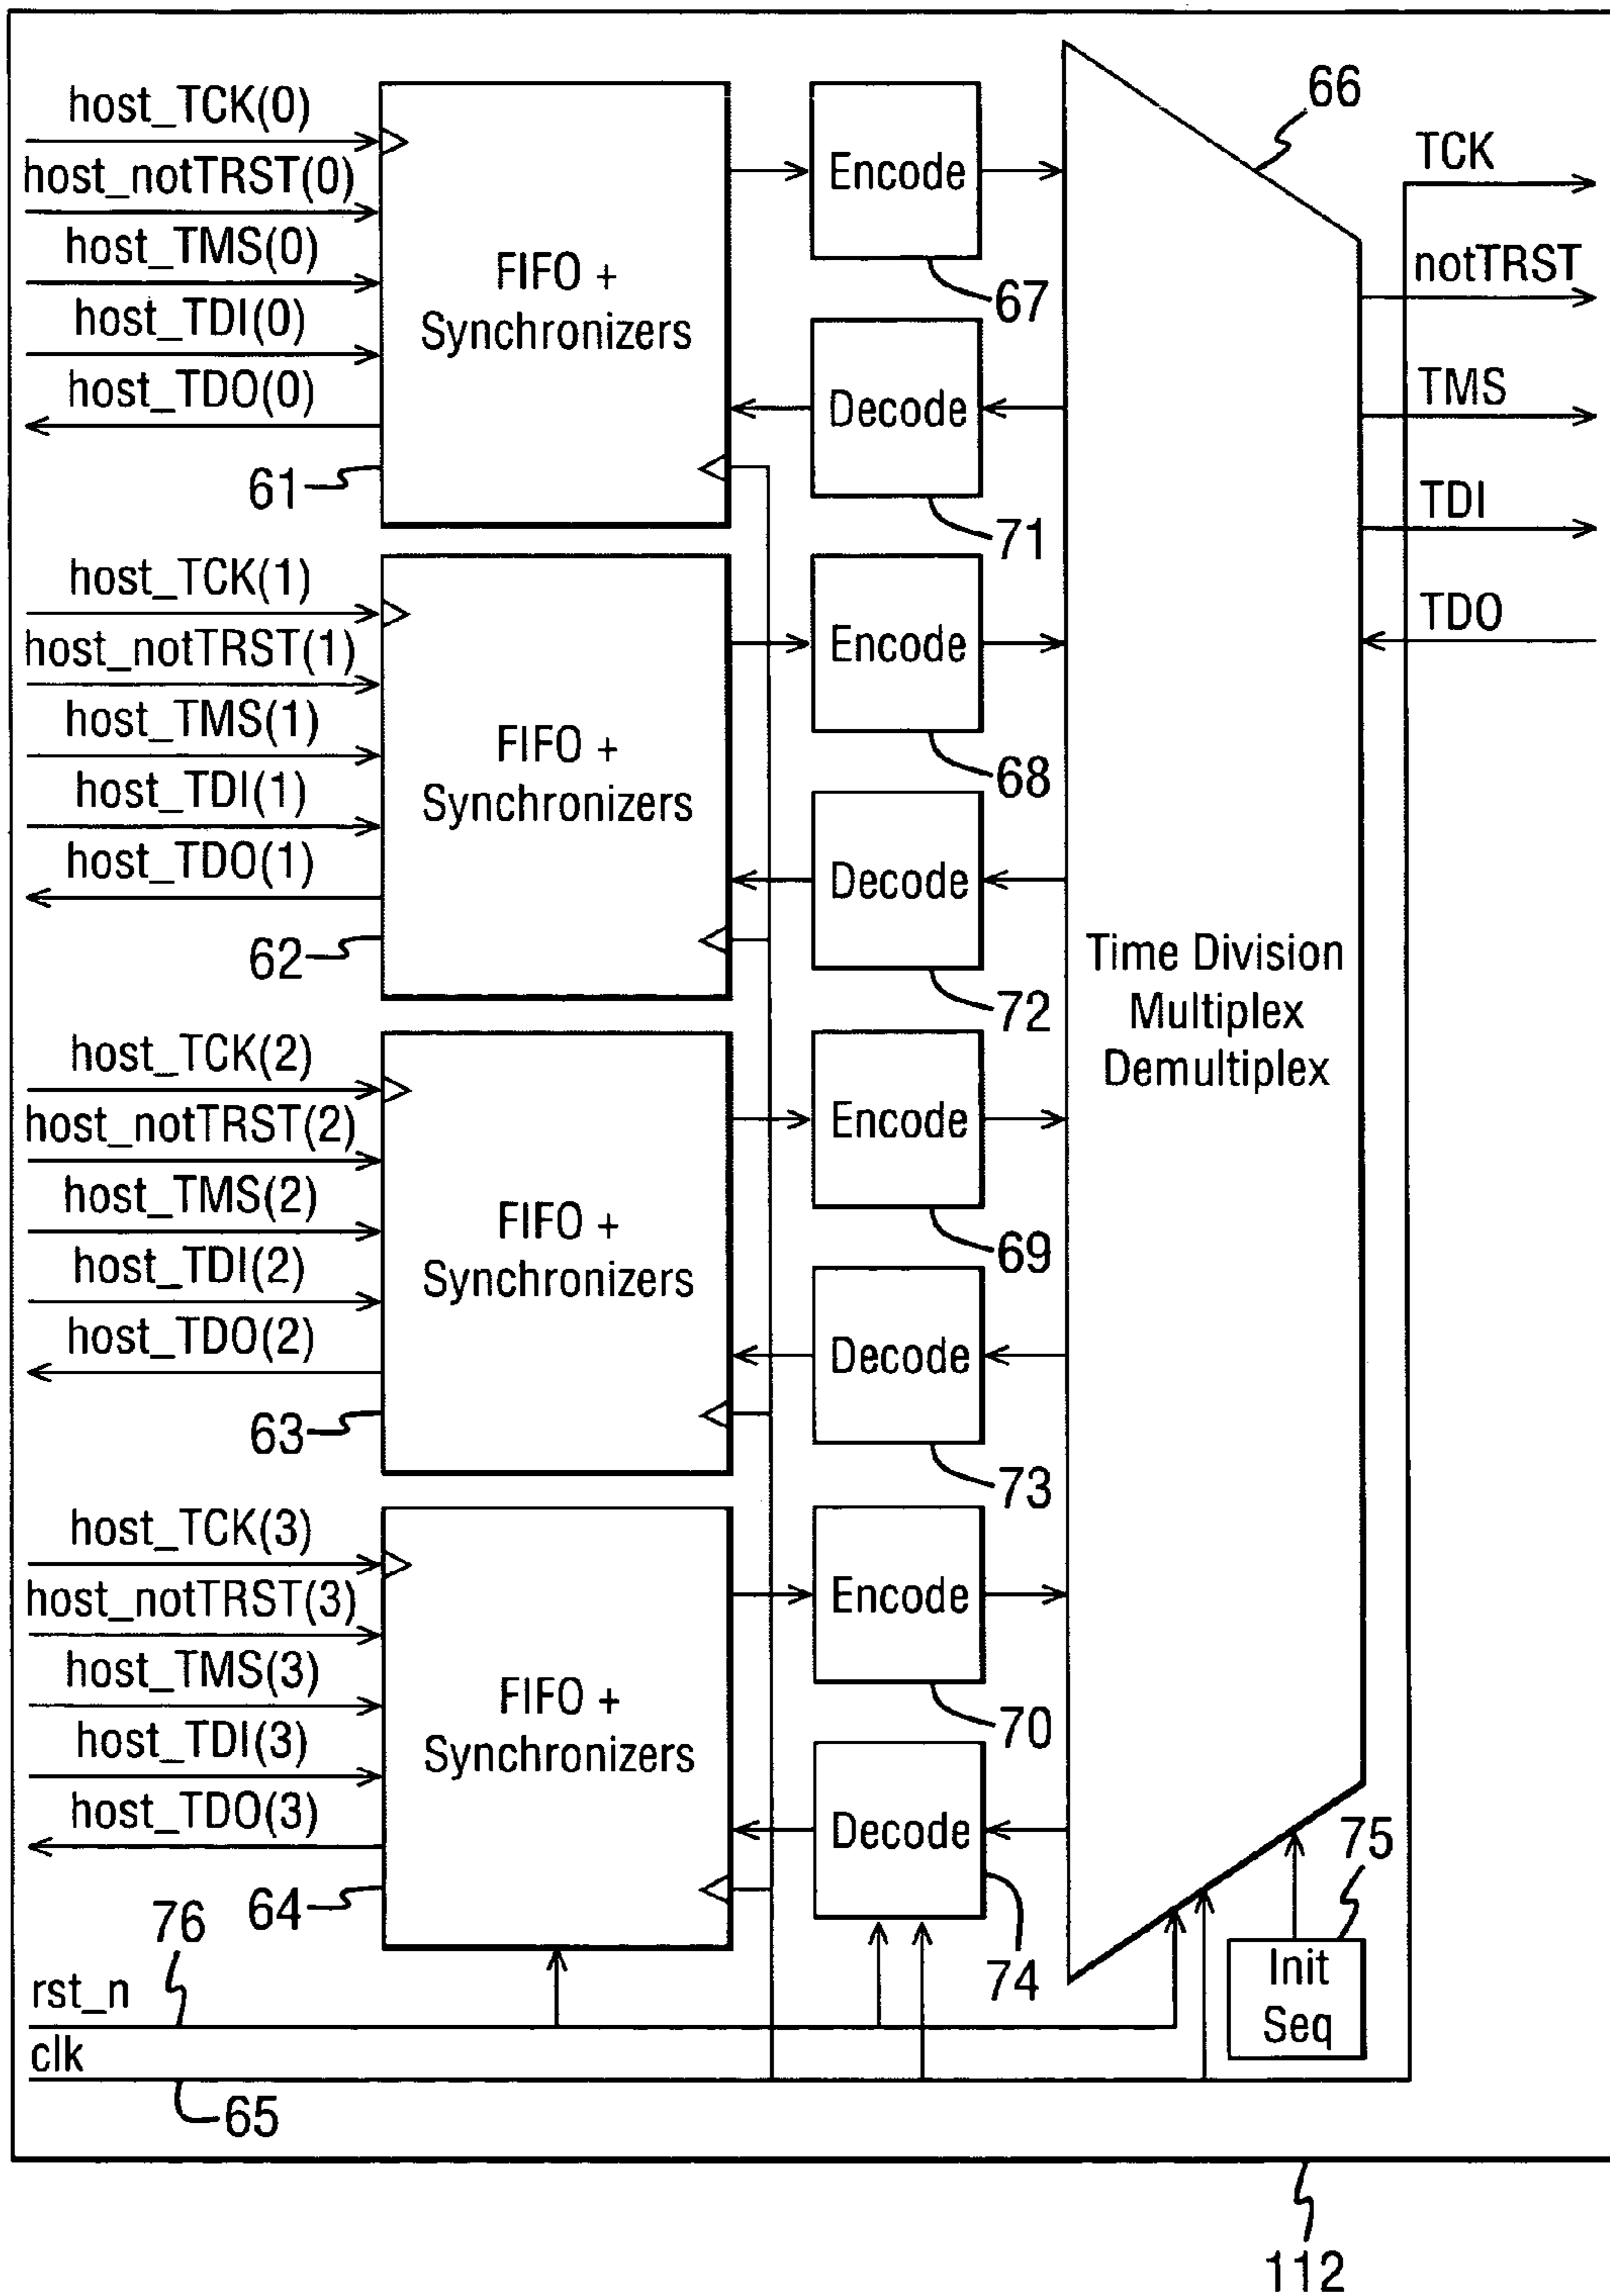 host_TCK(0)
host_notTRST(0)
host_TMS(0)
host_TDI(0)
host_TDO(0)
61
FIFO +
Synchronizers
Encode
67
Decode
71
host_TCK(1)
host_notTRST(1)
host_TMS(1)
host_TDI(1)
host_TDO(1)
62
FIFO +
Synchronizers
Encode
68
Decode
72
host_TCK(2)
host_notTRST(2)
host_TMS(2)
host_TDI(2)
host_TDO(2)
63
FIFO +
Synchronizers
Encode
69
Decode
73
host_TCK(3)
host_notTRST(3)
host_TMS(3)
host_TDI(3)
host_TDO(3)
64
FIFO +
Synchronizers
Encode
70
Decode
74
66
Time Division
Multiplex
Demultiplex
TCK
notTRST
TMS
TDI
TDO
75
Init
Seq
76
rst_n
clk
65
112